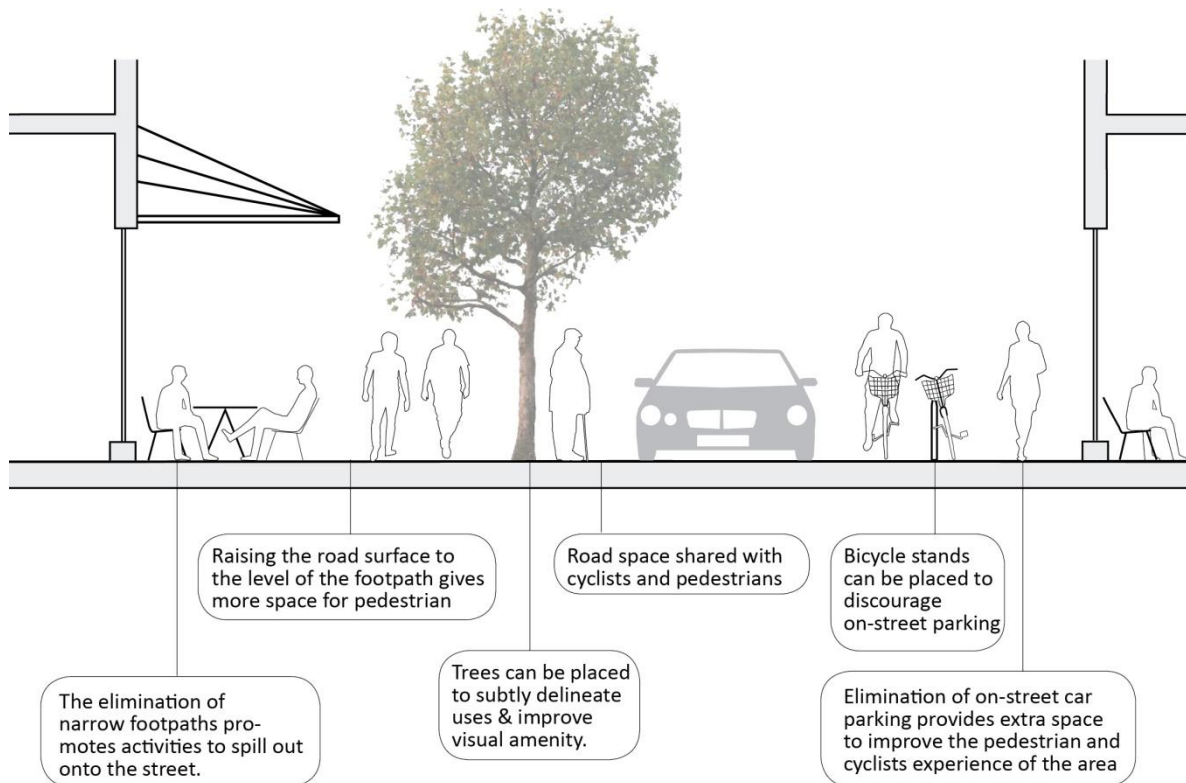 Raising the road surface to
the level of the footpath gives
more space for pedestrian
Road space shared with
cyclists and pedestrians
Bicycle stands
can be placed to
discourage
on-street parking
The elimination of
narrow footpaths pro-
motes activities to spill out
onto the street.
Trees can be placed
to subtly delineate
uses & improve
visual amenity.
Elimination of on-street car
parking provides extra space
to improve the pedestrian and
cyclists experience of the area